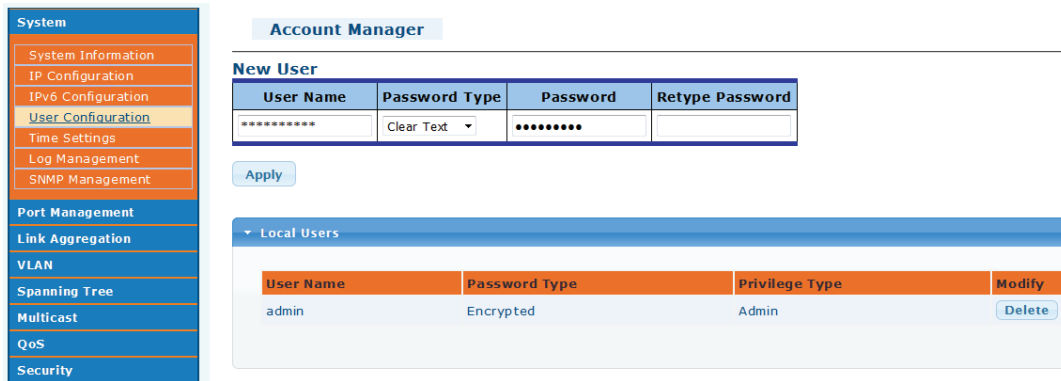 System
System Information
IP Configuration
IPv6 Configuration
User Configuration
Time Settings
Log Management
SNMP Management
Port Management
Link Aggregation
VLAN
Spanning Tree
Multicast
QoS
Security
Account Manager
New User
User Name Password Type Password Retype Password
********** Clear Text •••••••••
Apply
Local Users
User Name Password Type Privilege Type Modify
admin Encrypted Admin Delete